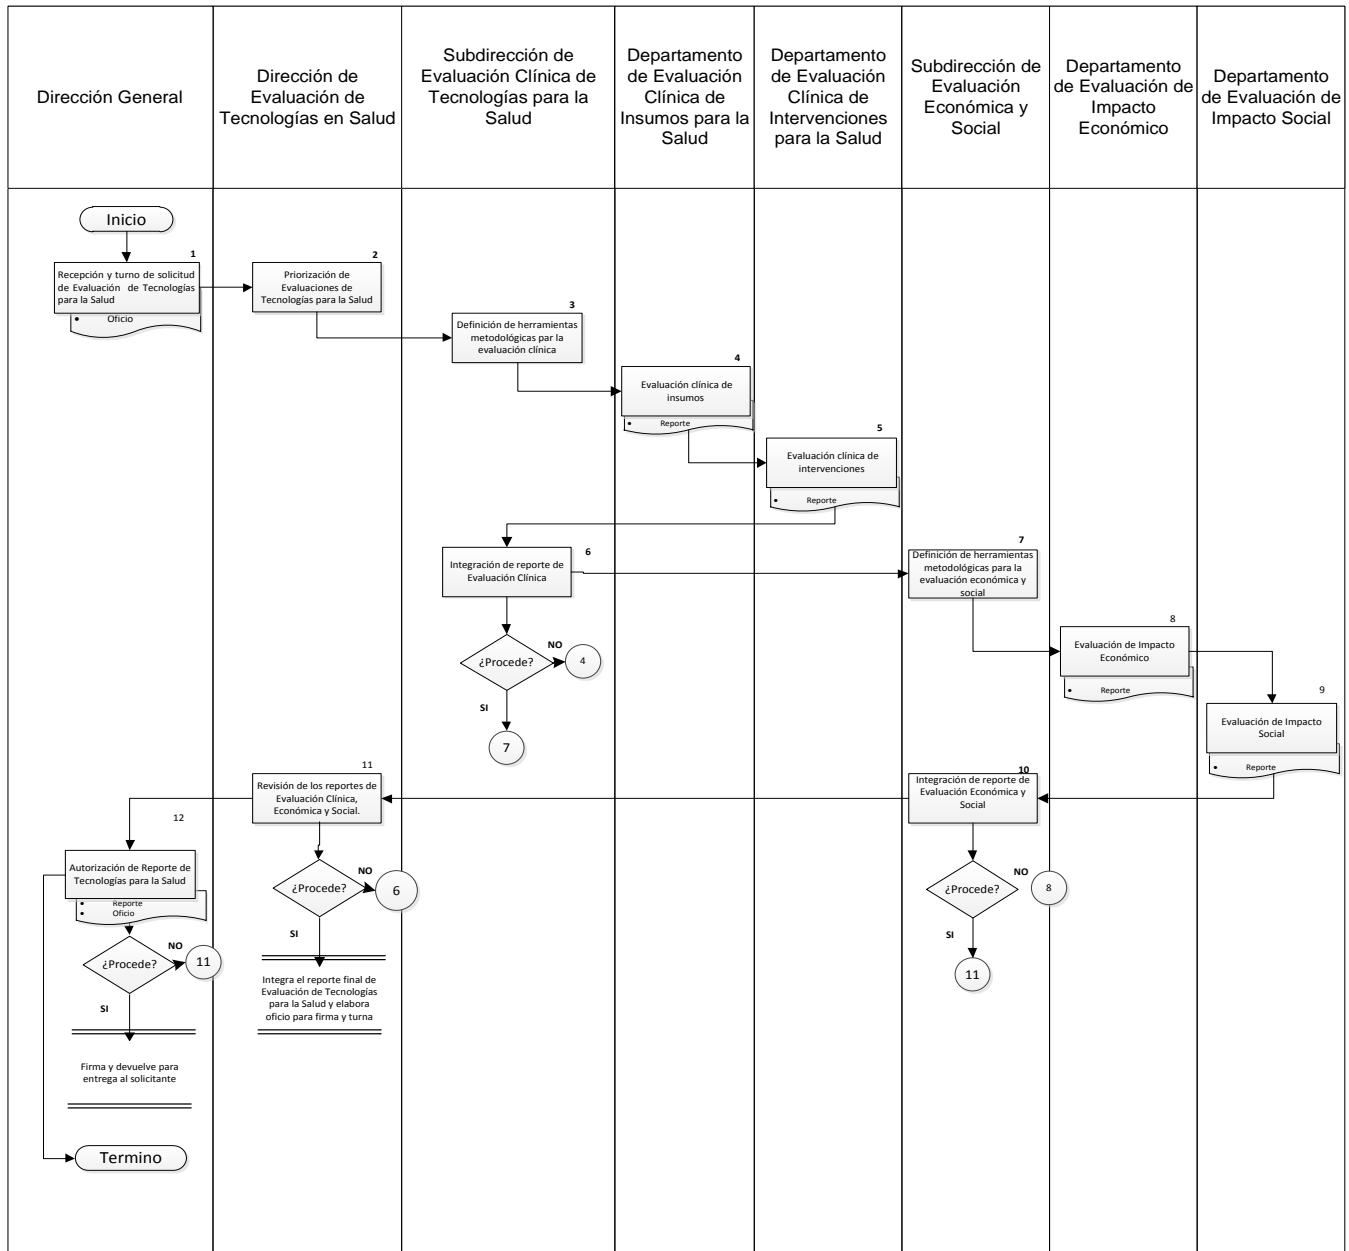 Dirección General
Dirección de
Evaluación de
Tecnologías en Salud
Subdirección de
Evaluación Clínica de
Tecnologías para la
Salud
Departamento
de Evaluación
Clínica de
Insumos para la
Salud
Departamento
de Evaluación
Clínica de
Intervenciones
para la Salud
Subdirección de
Evaluación
Económica y
Social
Departamento
de Evaluación de
Impacto
Económico
Departamento
de Evaluación de
Impacto Social
Inicio
1
Recepción y turno de solicitud
de Evaluación de Tecnologías
para la Salud
• Oficio
2
Priorización de
Evaluaciones de
Tecnologías para la Salud
3
Definición de herramientas
metodológicas par la
evaluación clínica
4
Evaluación clínica de
insumos
• Reporte
5
Evaluación clínica de
intervenciones
• Reporte
6
Integración de reporte de
Evaluación Clínica
¿Procede?
NO
4
SI
7
7
Definición de herramientas
metodológicas para la
evaluación económica y
social
8
Evaluación de Impacto
Económico
• Reporte
9
Evaluación de Impacto
Social
• Reporte
10
Integración de reporte de
Evaluación Económica y
Social
¿Procede?
NO
8
SI
11
11
Revisión de los reportes de
Evaluación Clínica,
Económica y Social.
¿Procede?
NO
6
SI
Integra el reporte final de
Evaluación de Tecnologías
para la Salud y elabora
oficio para firma y turna
12
Autorización de Reporte de
Tecnologías para la Salud
• Reporte
• Oficio
¿Procede?
NO
11
SI
Firma y devuelve para
entrega al solicitante
Termino